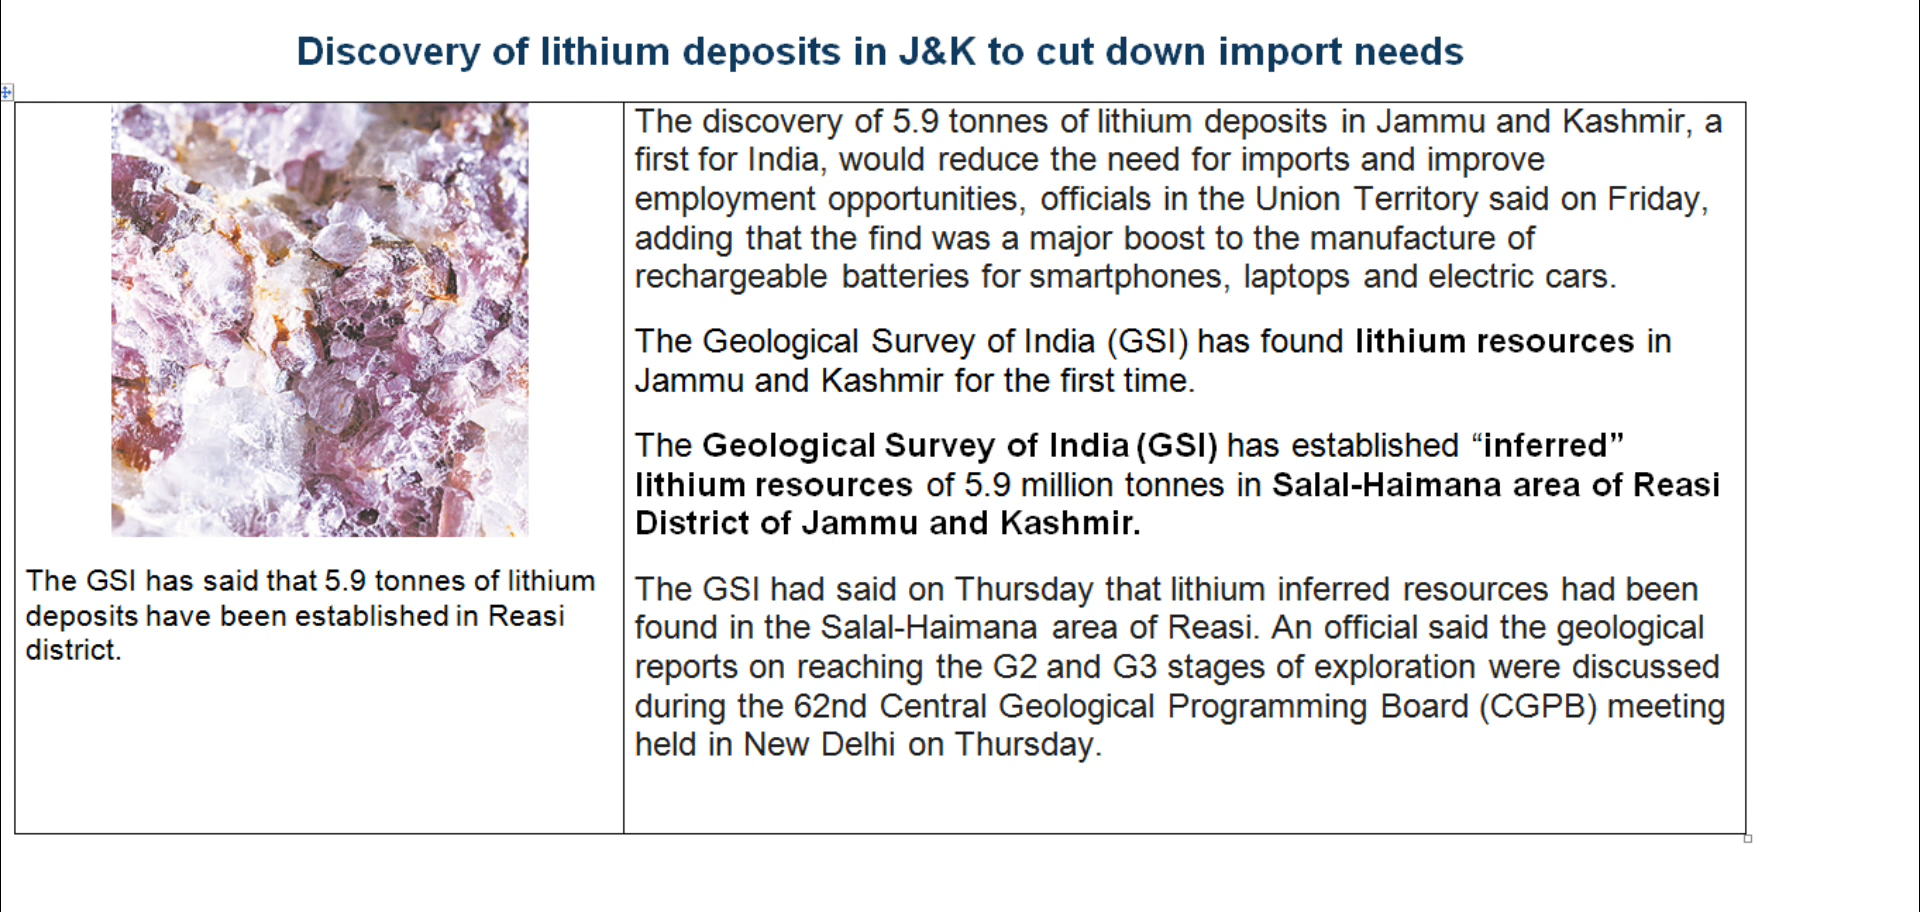 Discovery of lithium deposits in J&K to cut down import needs
The GSI has said that 5.9 tonnes of lithium
deposits have been established in Reasi
district.
The discovery of 5.9 tonnes of lithium deposits in Jammu and Kashmir, a
first for India, would reduce the need for imports and improve
employment opportunities, officials in the Union Territory said on Friday,
adding that the find was a major boost to the manufacture of
rechargeable batteries for smartphones, laptops and electric cars.
The Geological Survey of India (GSI) has found lithium resources in
Jammu and Kashmir for the first time.
The Geological Survey of India (GSI) has established “inferred”
lithium resources of 5.9 million tonnes in Salal-Haimana area of Reasi
District of Jammu and Kashmir.
The GSI had said on Thursday that lithium inferred resources had been
found in the Salal-Haimana area of Reasi. An official said the geological
reports on reaching the G2 and G3 stages of exploration were discussed
during the 62nd Central Geological Programming Board (CGPB) meeting
held in New Delhi on Thursday.